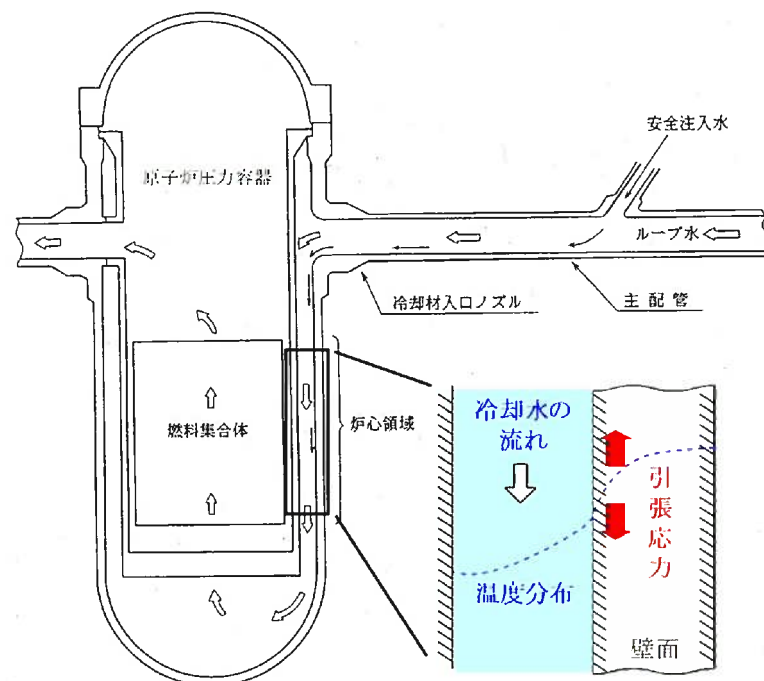 安全注入水
原子炉圧力容器
ループ水
冷却材入口ノズル
主配管
燃料集合体
炉心領域
冷却水の
流れ
引張応力
温度分布
壁面